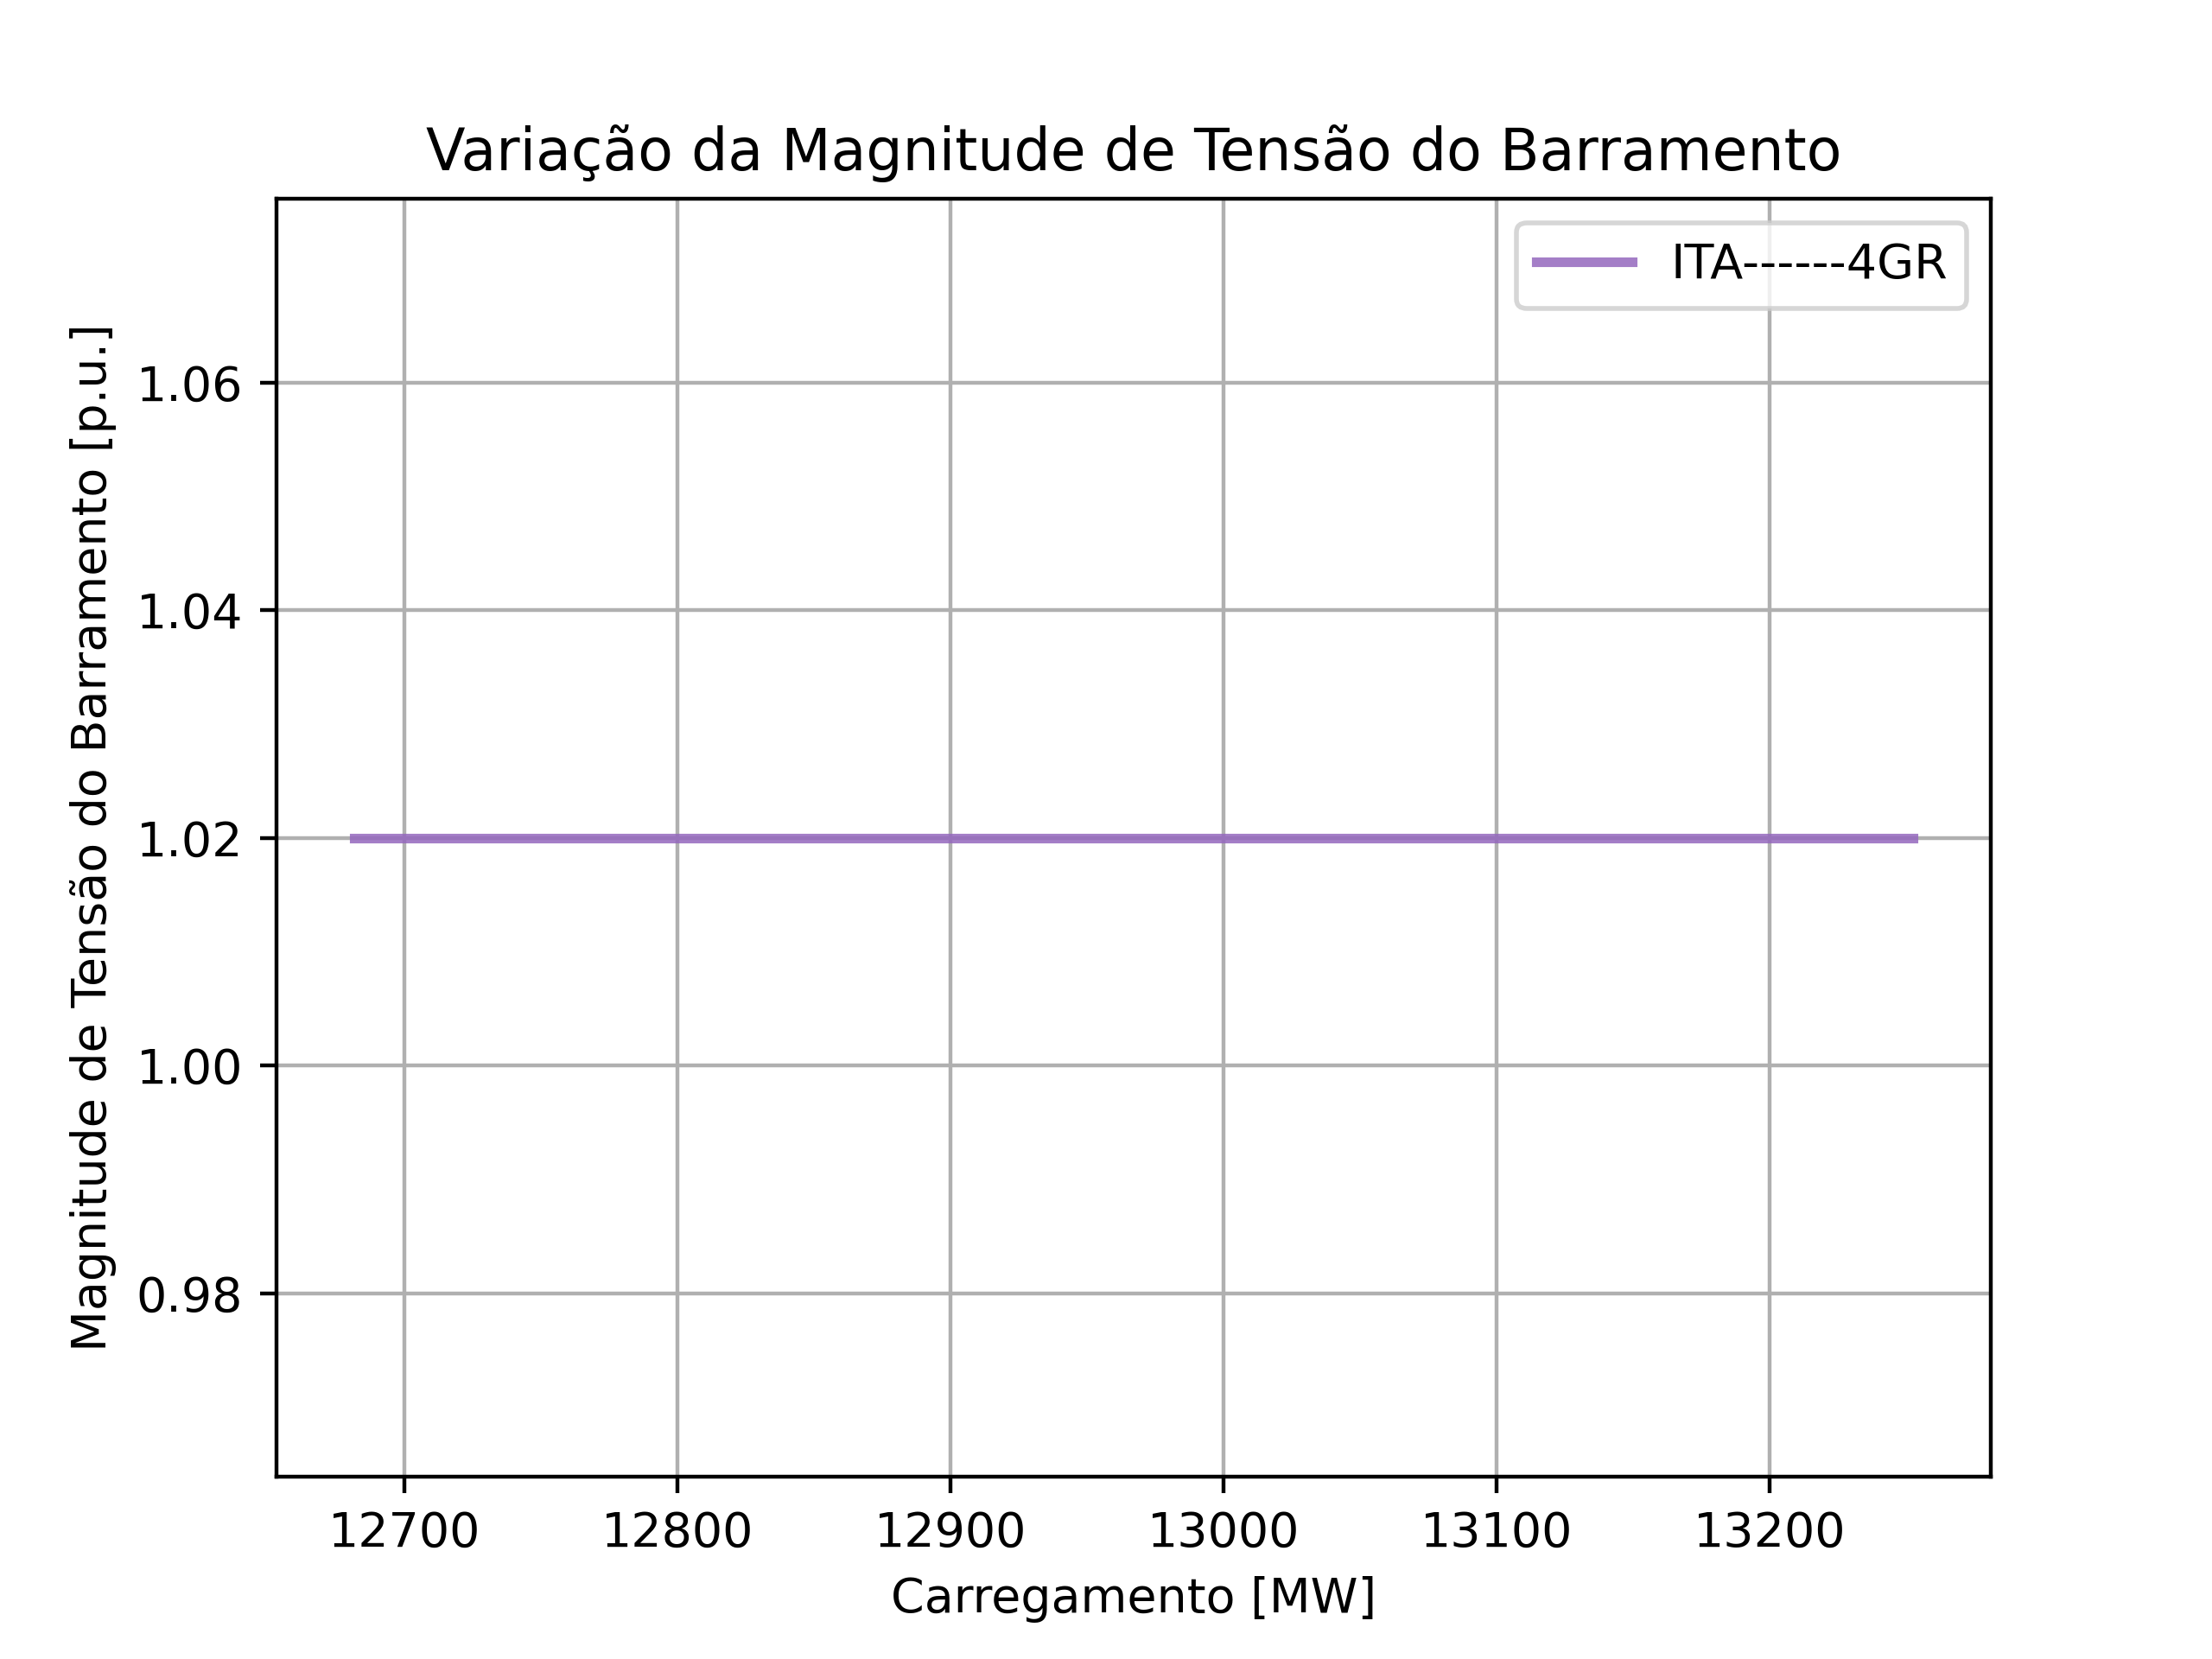 Variação da Magnitude de Tensão do Barramento
ITA------4GR
Magnitude de Tensão do Barramento [p.u.]
1.06
1.04
1.02
1.00
0.98
12700 12800 12900 13000 13100 13200
Carregamento [MW]